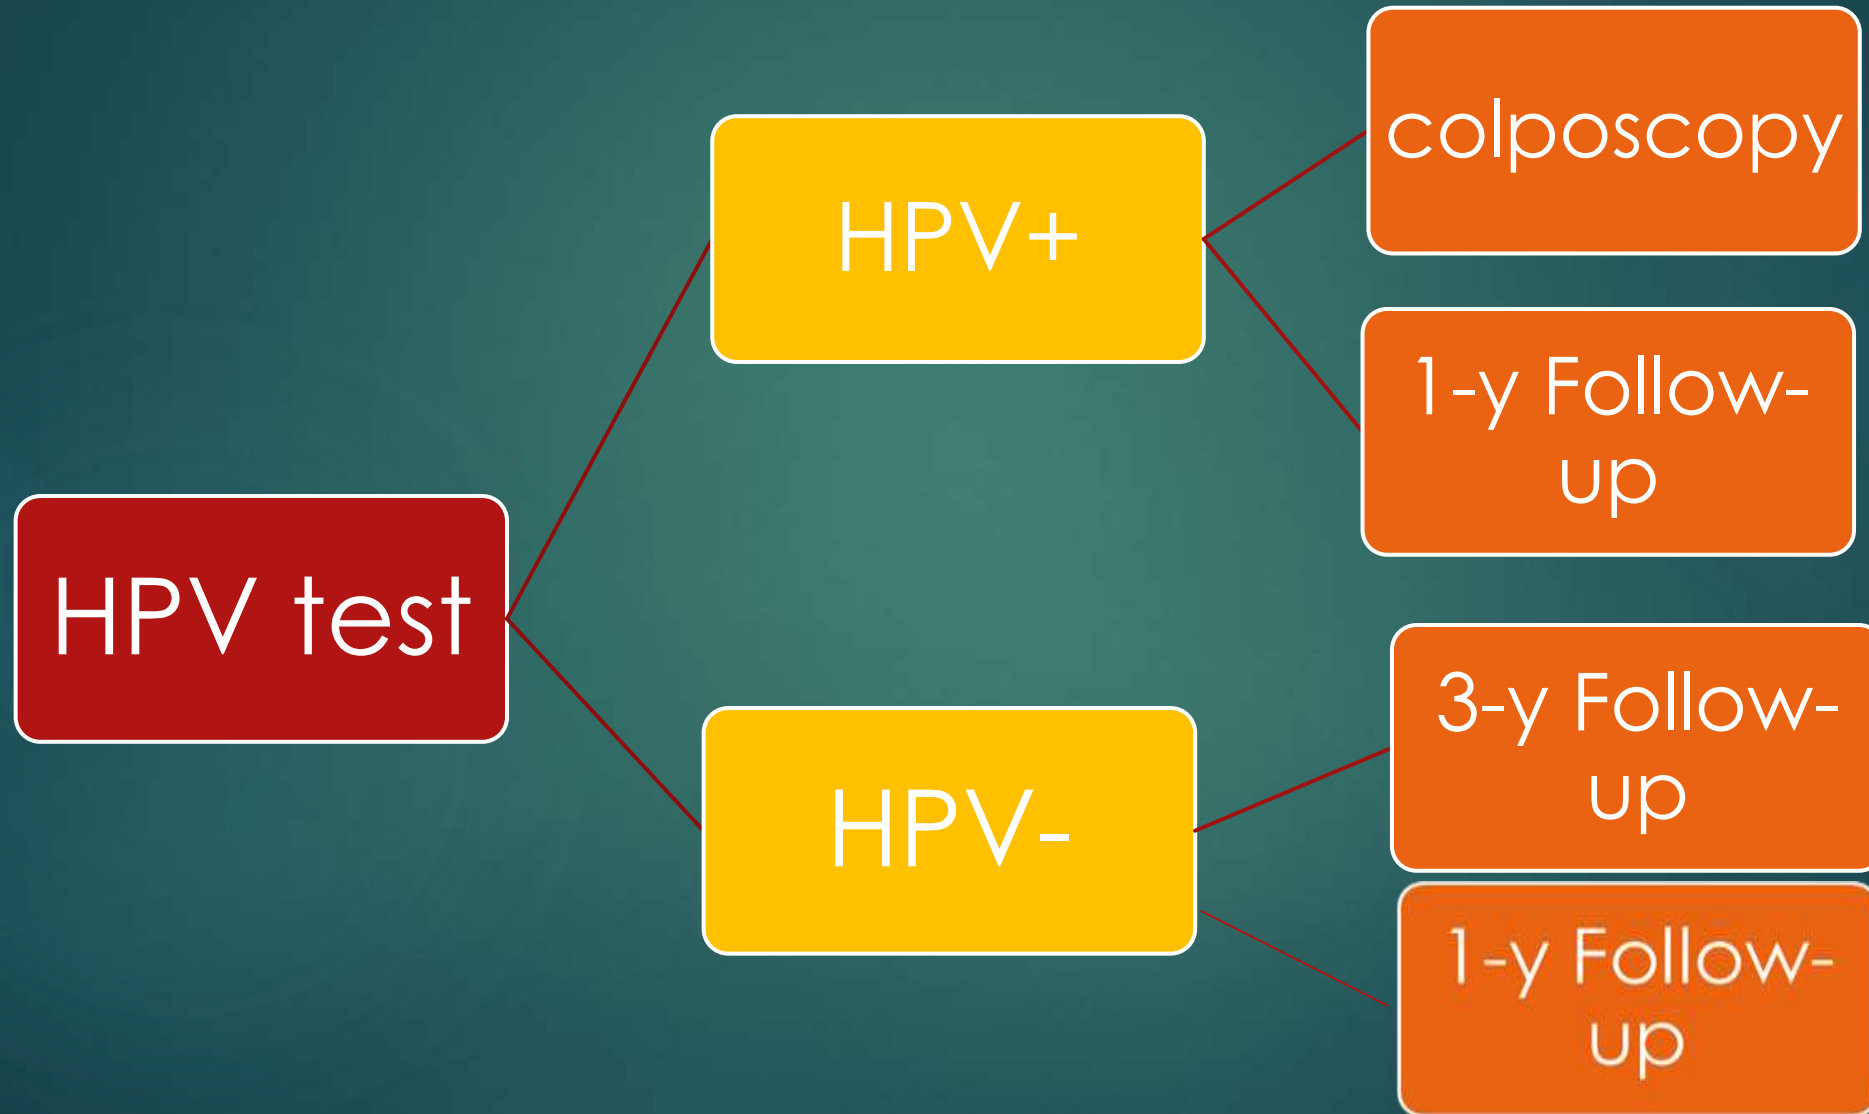 HPV test
HPV+
HPV-
colposcopy
1-y Follow-
up
3-y Follow-
up
1-y Follow-
up